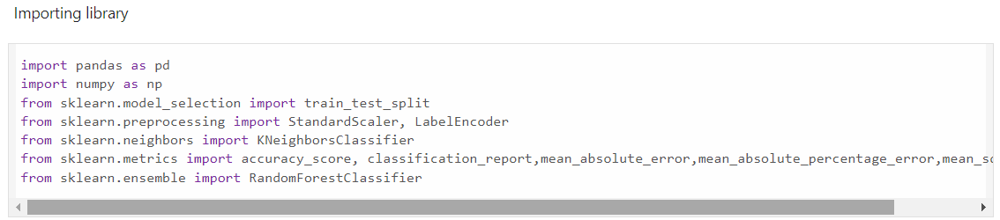 Importing library
import pandas as pd
import numpy as np
from sklearn.model_selection import train_test_split
from sklearn.preprocessing import StandardScaler, LabelEncoder
from sklearn.neighbors import KNeighborsClassifier
from sklearn.metrics import accuracy_score, classification_report,mean_absolute_error,mean_absolute_percentage_error,
from sklearn.ensemble import RandomForestClassifier